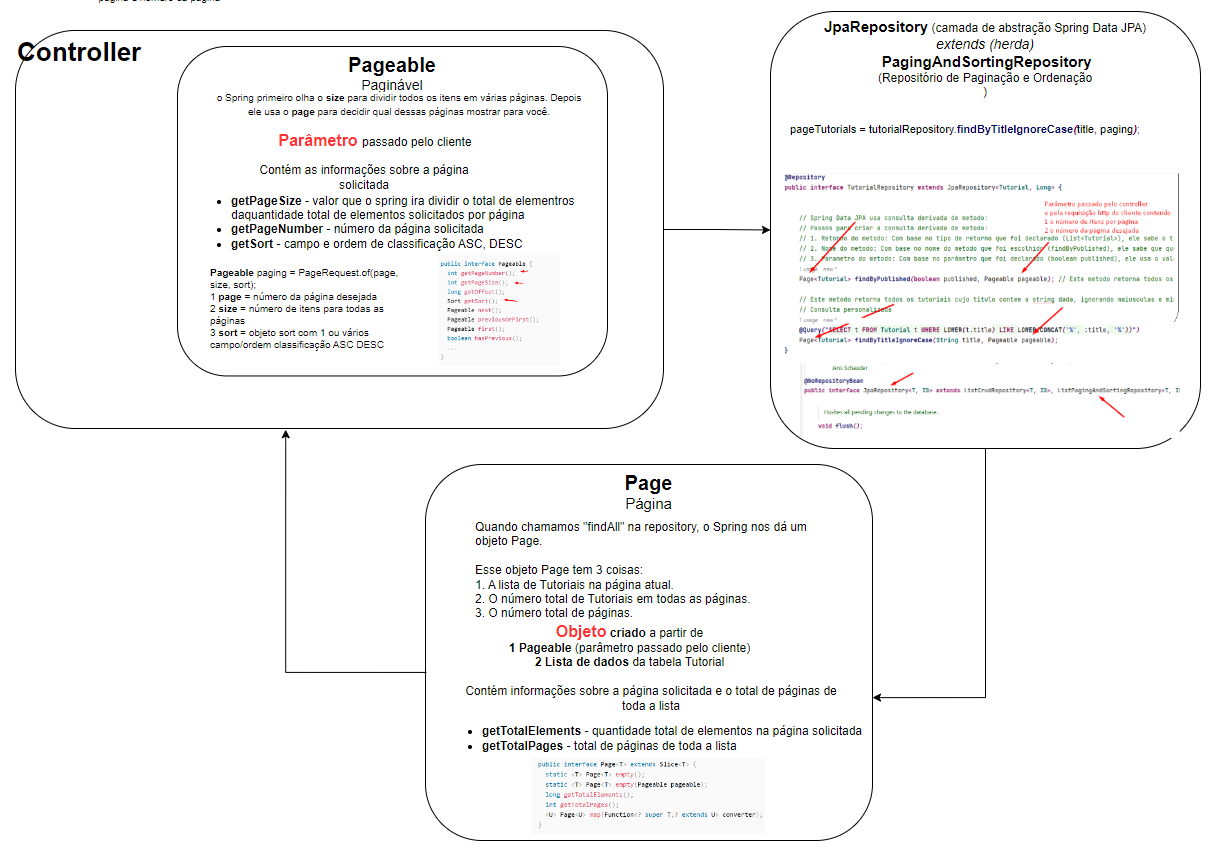 página e número da página
Controller
Pageable
Paginável
o Spring primeiro olha o size para dividir todos os itens em várias páginas. Depois
ele usa o page para decidir qual dessas páginas mostrar para você.
Parâmetro passado pelo cliente
Contém as informações sobre a página
solicitada
getPageSize - valor que o spring ira dividir o total de elementros
daquantidade total de elementos solicitados por página
getPageNumber - número da página solicitada
getSort - campo e ordem de classificação ASC, DESC
Pageable paging = PageRequest.of(page,
size, sort);
1 page = número da página desejada
2 size = número de itens para todas as
páginas
3 sort = objeto sort com 1 ou vários
campo/ordem classificação ASC DESC
public interface Pageable {
int getPageNumber();
int getPageSize();
long getOffset();
Sort getSort();
Pageable next();
Pageable previousOrFirst();
Pageable first();
boolean hasPrevious();
...
}
JpaRepository (camada de abstração Spring Data JPA)
extends (herda)
PagingAndSortingRepository
(Repositório de Paginação e Ordenação
)
pageTutorials = tutorialRepository.findByTitleIgnoreCase(title, paging);
@Repository
public interface TutorialRepository extends JpaRepository<Tutorial, Long> {
Parâmetro passado pelo controller
e pela requisição http do cliente contendo
1 o número de itens por página
2 o número da página desejada
// Spring Data JPA usa consulta derivada de metodo:
// Passos para criar a consulta derivada de metodo:
// 1. Retorno do metodo: Com base no tipo de retorno que foi declarado (List<Tutorial>), ele sabe o t
// 2. Nome do metodo: Com base no nome do metodo que foi escolhido (findByPublished), ele sabe que qu
// 3. Parametro do metodo: Com base no parâmetro que foi declarado (boolean published), ele usa o val
1 usage new *
Page<Tutorial> findByPublished(boolean published, Pageable pageable); // Este metodo retorna todos os
// Este metodo retorna todos os tutoriais cujo titulo contem a string dada, ignorando maiusculas e mi
// Consulta personalizada
1 usage new *
@Query("SELECT t FROM Tutorial t WHERE LOWER(t.title) LIKE LOWER(CONCAT('%', :title, '%'))")
Page<Tutorial> findByTitleIgnoreCase(String title, Pageable pageable);
}
Jens Schauder
@NoRepositoryBean
public interface JpaRepository<T, ID> extends ListCrudRepository<T, ID>, ListPagingAndSortingRepository<T, ID
Flushes all pending changes to the database.
void flush();
Page
Página
Quando chamamos "findAll" na repository, o Spring nos dá um
objeto Page.
Esse objeto Page tem 3 coisas:
1. A lista de Tutoriais na página atual.
2. O número total de Tutoriais em todas as páginas.
3. O número total de páginas.
Objeto criado a partir de
1 Pageable (parâmetro passado pelo cliente)
2 Lista de dados da tabela Tutorial
Contém informações sobre a página solicitada e o total de páginas de
toda a lista
getTotalElements - quantidade total de elementos na página solicitada
getTotalPages - total de páginas de toda a lista
public interface Page<T> extends Slice<T> {
static <T> Page<T> empty();
static <T> Page<T> empty(Pageable pageable);
long getTotalElements();
int getTotalPages();
<U> Page<U> map(Function<? super T,? extends U> converter);
}